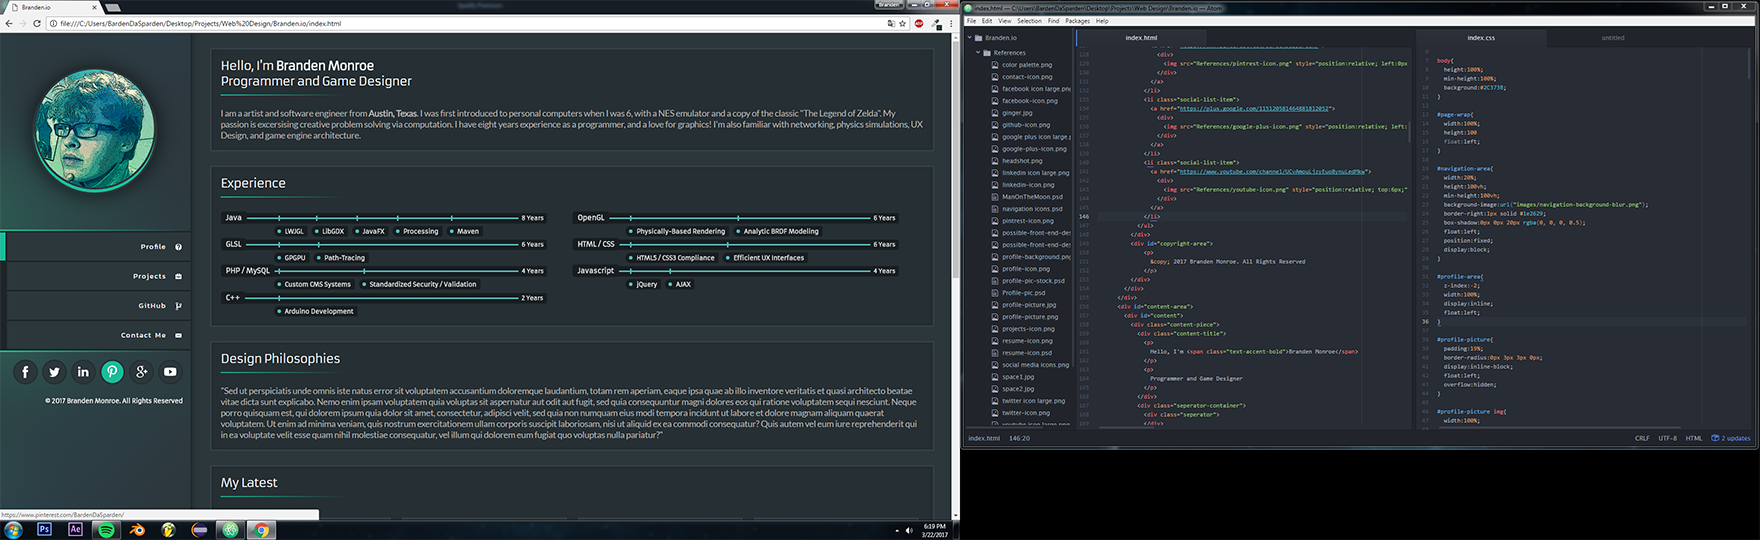 Branden.io
Branden
file:///C:/Users/BardenDaSparden/Desktop/Projects/Web%20Design/Branden.io/index.html
Hello, I'm Branden Monroe
Programmer and Game Designer
I am a artist and software engineer from Austin, Texas. I was first introduced to personal computers when I was 6, with a NES emulator and a copy of the classic "The Legend of Zelda". My
passion is excersising creative problem solving via computation. I have eight years experience as a programmer, and a love for graphics! I'm also familiar with networking, physics simulations, UX
Design, and game engine architecture.
Profile
Projects
GitHub
Contact Me
© 2017 Branden Monroe. All Rights Reserved
Experience
Java 8 Years
LWJGL LibGDX JavaFX Processing Maven
GLSL 6 Years
GPGPU Path-Tracing
PHP / MySQL 4 Years
Custom CMS Systems Standardized Security / Validation
C++ 2 Years
Arduino Development
OpenGL 6 Years
Physically-Based Rendering Analytic BRDF Modeling
HTML / CSS 6 Years
HTML5 / CSS3 Compliance Efficient UX Interfaces
Javascript 4 Years
jQuery AJAX
Design Philosophies
"Sed ut perspiciatis unde omnis iste natus error sit voluptatem accusantium doloremque laudantium, totam rem aperiam, eaque ipsa quae ab illo inventore veritatis et quasi architecto beatae
vitae dicta sunt explicabo. Nemo enim ipsam voluptatem quia voluptas sit aspernatur aut odit aut fugit, sed quia consequuntur magni dolores eos qui ratione voluptatem sequi nesciunt. Neque
porro quisquam est, qui dolorem ipsum quia dolor sit amet, consectetur, adipisci velit, sed quia non numquam eius modi tempora incidunt ut labore et dolore magnam aliquam quaerat
voluptatem. Ut enim ad minima veniam, quis nostrum exercitationem ullam corporis suscipit laboriosam, nisi ut aliquid ex ea commodi consequatur? Quis autem vel eum iure reprehenderit qui
in ea voluptate velit esse quam nihil molestiae consequatur, vel illum qui dolorem eum fugiat quo voluptas nulla pariatur?"
My Latest
https://www.pinterest.com/BardenDaSparden/
Ps
Ae
6:19 PM
3/22/2017
index.html — C:\Users\BardenDaSparden\Desktop\Projects\Web Design\Branden.io — Atom
File Edit View Selection Find Packages Help
Branden.io
References
color palette.png
contact-icon.png
facebook icon large.png
facebook-icon.png
ginger.jpg
github-icon.png
google plus icon large.p
google-plus-icon.png
headshot.png
linkedin icon large.png
linkedin-icon.png
ManOnTheMoon.psd
navigation icons.psd
pintrest-icon.png
possible-front-end-des
possible-front-end-des
profile-background.png
profile-icon.png
profile-pic-stock.psd
Profile-pic.psd
profile-picture.jpg
profile-picture.png
projects-icon.png
resume-icon.png
resume-icon.psd
social media icons.png
space1.jpg
space2.jpg
twitter icon large.png
twitter-icon.png
index.html
<div>
<img src="References/pintrest-icon.png" style="position:relative; left:0px
</div>
</a>
</li>
<li class="social-list-item">
<a href="https://plus.google.com/115120581464881812052">
<div>
<img src="References/google-plus-icon.png" style="position:relative; left:
</div>
</a>
</li>
<li class="social-list-item">
<div>
<img src="References/youtube-icon.png" style="position:relative; top:6px;"
</div>
</a>
146 </li>
</ul>
</div>
<div id="copyright-area">
<p>
&copy; 2017 Branden Monroe. All Rights Reserved
</p>
</div>
</div>
</div>
<div id="content-area">
<div id="content">
<div class="content-piece">
<div class="content-title">
<p>
Hello, I'm <span class="text-accent-bold">Branden Monroe</span>
</p>
<p>
Programmer and Game Designer
</p>
<div class="seperator-container">
<div class="seperator">
</div>
index.css
untitled
body{
height:100%;
min-height:100%;
background:#2C3738;
}
#page-wrap{
width:100%;
height:100
float:left;
}
#navigation-area{
width:20%;
height:100vh;
min-height:100vh;
background-image:url("images/navigation-background-blur.png");
border-right:1px solid #1e2629;
box-shadow:0px 0px 20px rgba(0, 0, 0, 0.5);
float:left;
position:fixed;
display:block;
}
#profile-area{
z-index:-2;
width:100%;
display:inline;
float:left;
36 }
#profile-picture{
padding:19%;
border-radius:0px 3px 3px 0px;
display:inline-block;
float:left;
overflow:hidden;
}
#profile-picture img{
width:100%;
index.html 146:20
CRLF UTF-8 HTML 2 updates